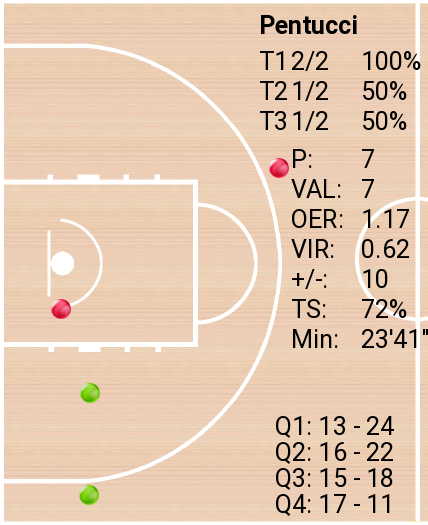 Pentucci
T1 2/2 100%
T2 1/2 50%
T3 1/2 50%
P: 7
VAL: 7
OER: 1.17
VIR: 0.62
+/-: 10
TS: 72%
Min: 23'41"
Q1: 13 - 24
Q2: 16 - 22
Q3: 15 - 18
Q4: 17 - 11